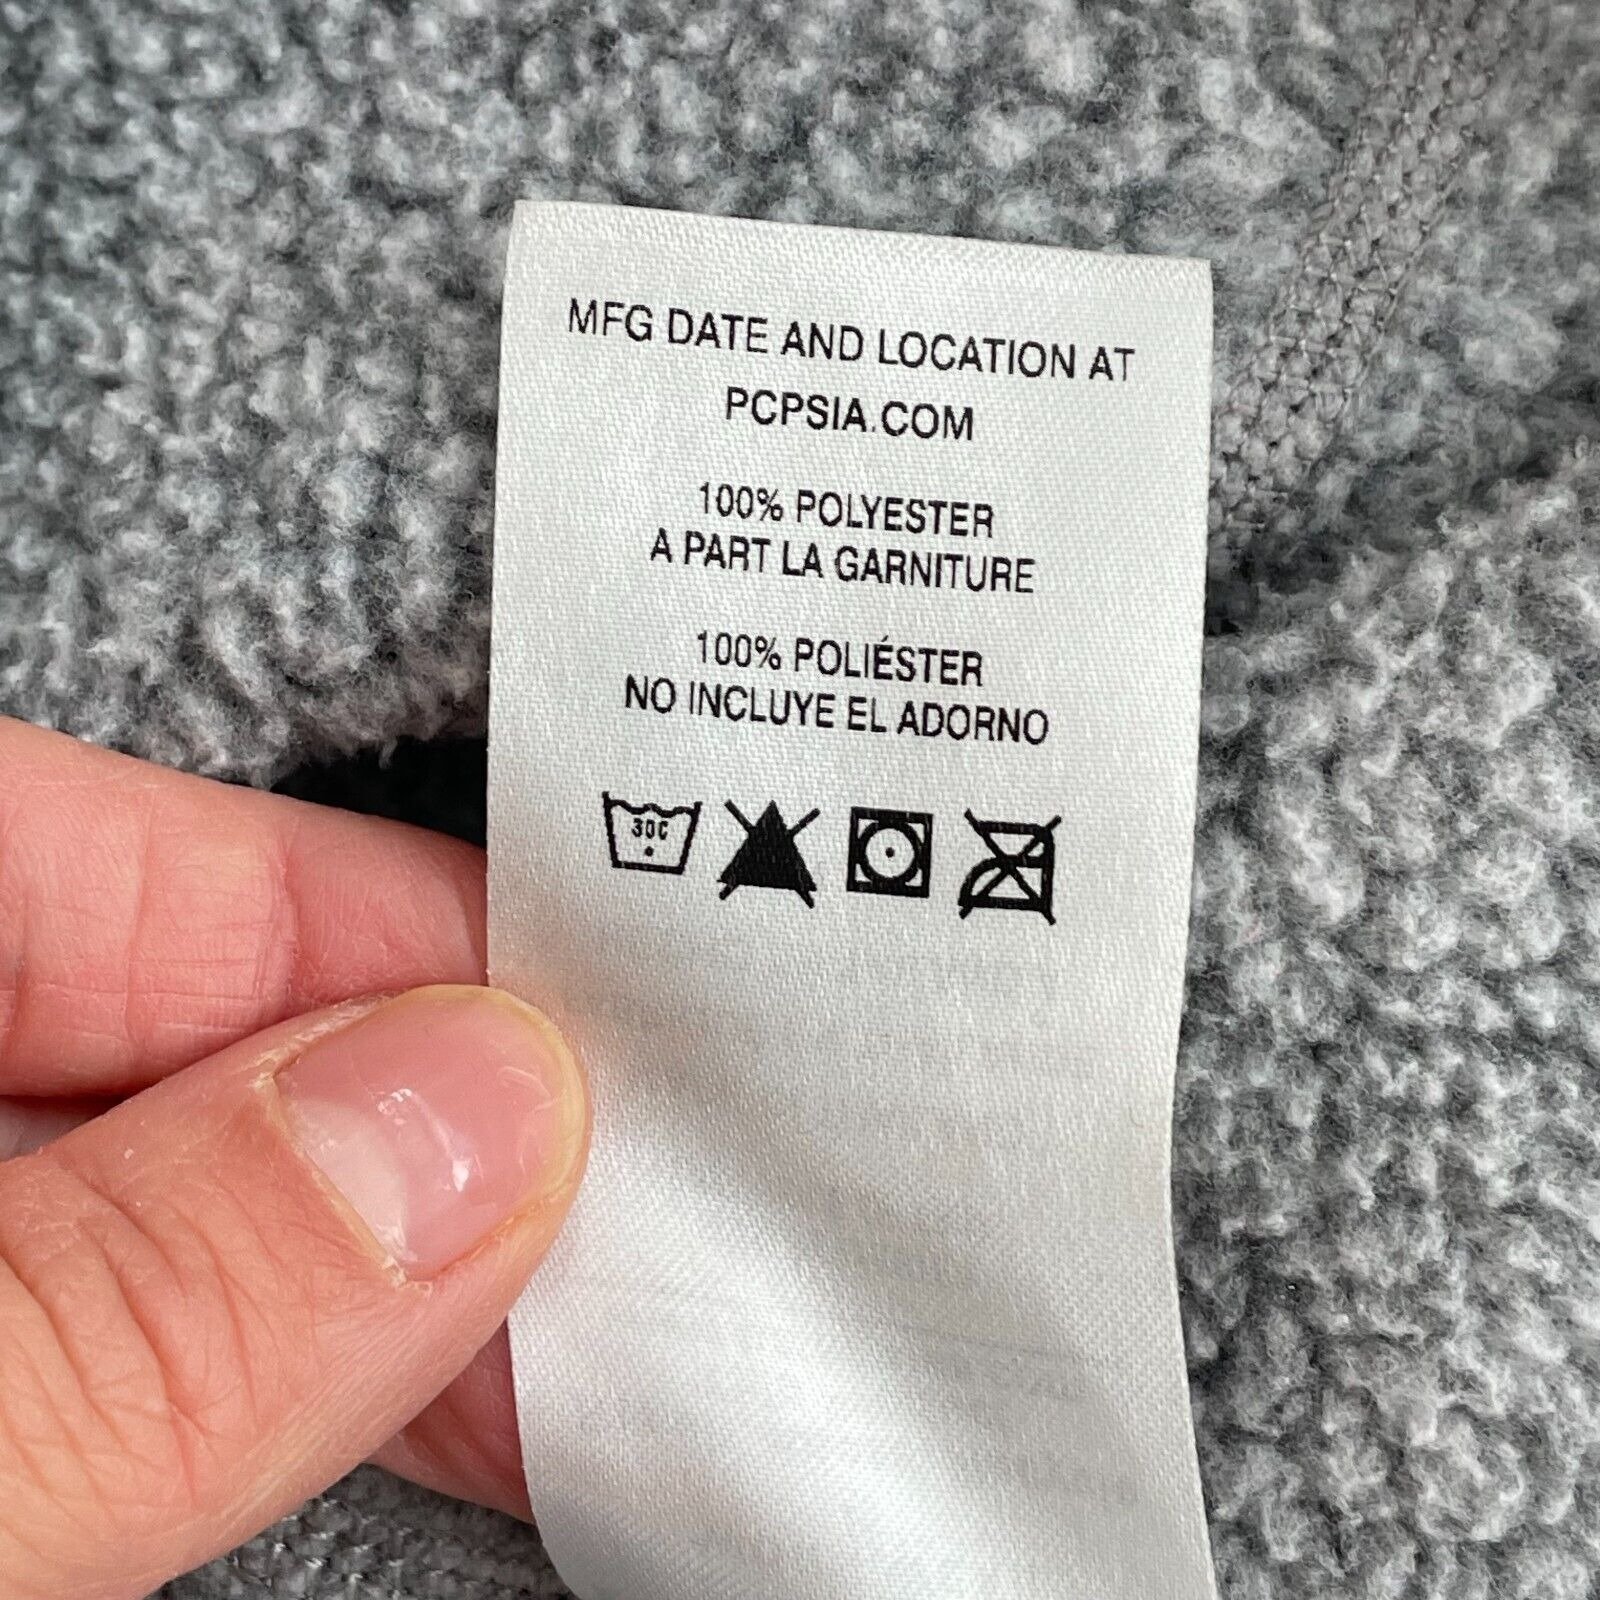 MFG DATE AND LOCATION AT
PCPSIA.COM
100% POLYESTER
A PART LA GARNITURE
100% POLIÉSTER
NO INCLUYE EL ADORNO
30C